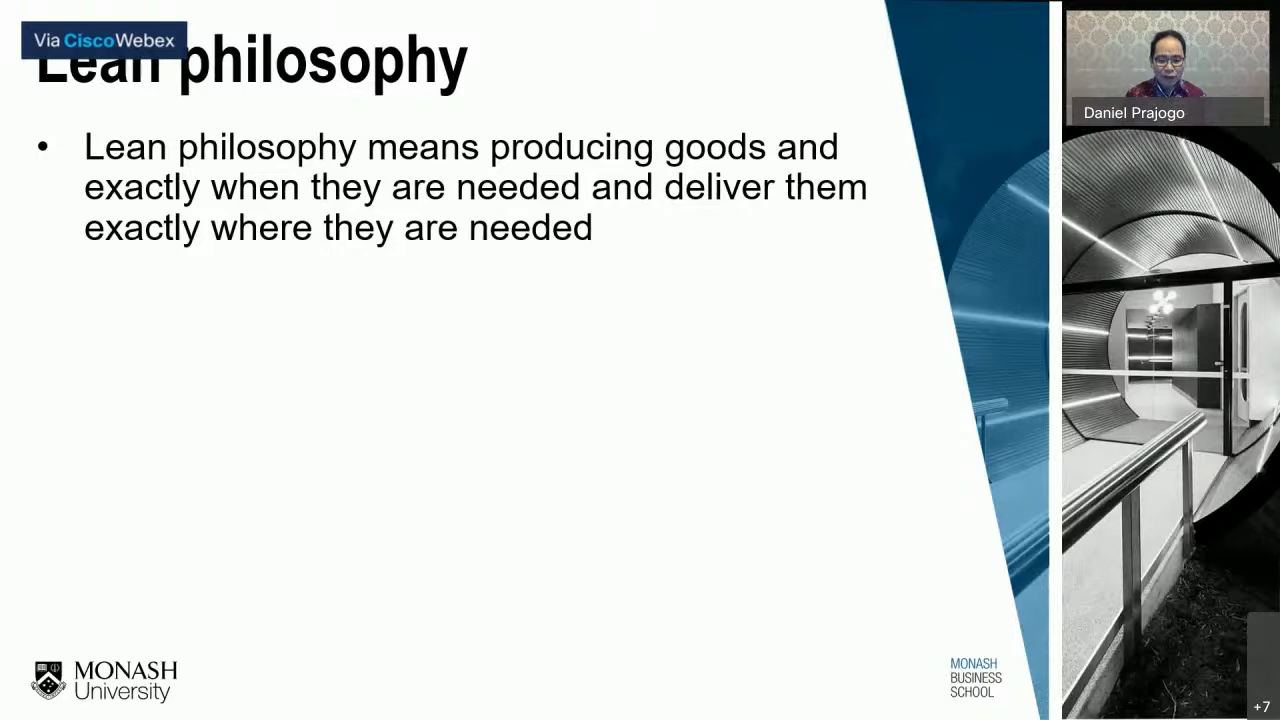 Via CiscoWebex
Lean philosophy
• Lean philosophy means producing goods and
exactly when they are needed and deliver them
exactly where they are needed
Daniel Prajogo
MONASH
University
MONASH
BUSINESS
SCHOOL
+7